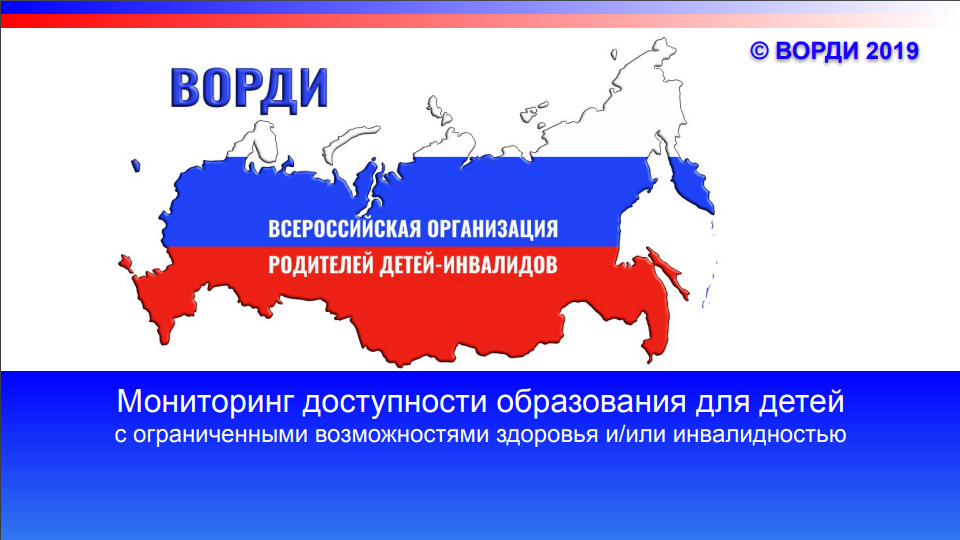 © ВОРДИ 2019
ВОРДИ
ВСЕРОССИЙСКАЯ ОРГАНИЗАЦИЯ
РОДИТЕЛЕЙ ДЕТЕЙ-ИНВАЛИДОВ
Мониторинг доступности образования для детей
с ограниченными возможностями здоровья и/или инвалидностью